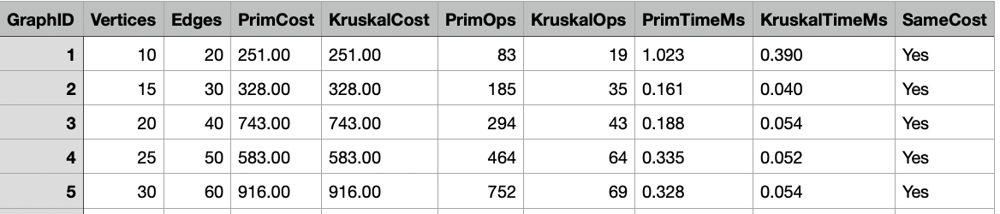 GraphID Vertices Edges PrimCost KruskalCost PrimOps KruskalOps PrimTimeMs KruskalTimeMs SameCost
1 10 20 251.00 251.00 83 19 1.023 0.390 Yes
2 15 30 328.00 328.00 185 35 0.161 0.040 Yes
3 20 40 743.00 743.00 294 43 0.188 0.054 Yes
4 25 50 583.00 583.00 464 64 0.335 0.052 Yes
5 30 60 916.00 916.00 752 69 0.328 0.054 Yes